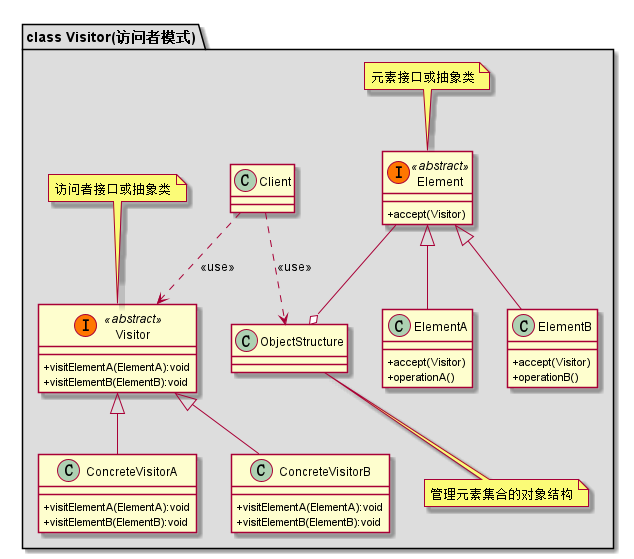 class Visitor(访问者模式)
元素接口或抽象类
访问者接口或抽象类
C Client
I «abstract»
Element
+accept(Visitor)
«use»
«use»
I «abstract»
Visitor
+visitElementA(ElementA):void
+visitElementB(ElementB):void
C ObjectStructure
C ElementA
+accept(Visitor)
+operationA()
C ElementB
+accept(Visitor)
+operationB()
C ConcreteVisitorA
+visitElementA(ElementA):void
+visitElementB(ElementB):void
C ConcreteVisitorB
+visitElementA(ElementA):void
+visitElementB(ElementB):void
管理元素集合的对象结构